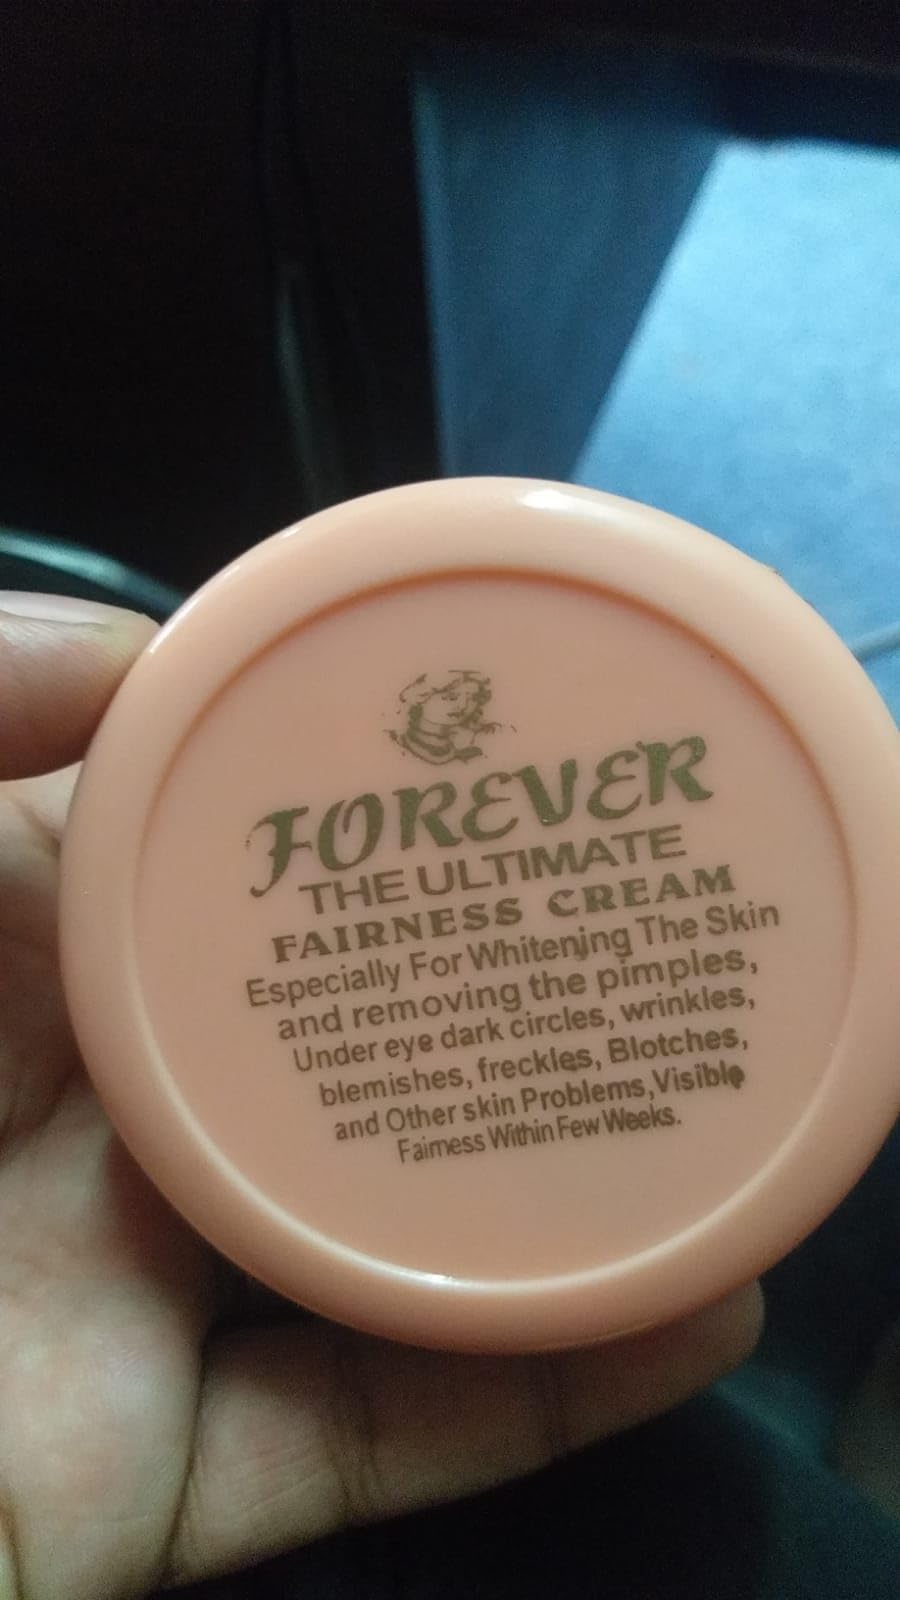 FOREVER
THE ULTIMATE
FAIRNESS CREAM
Especially For Whitening The Skin
and removing the pimples,
Under eye dark circles, wrinkles,
blemishes, freckles, Blotches,
and Other skin Problems,Visible
Fairness Within Few Weeks.